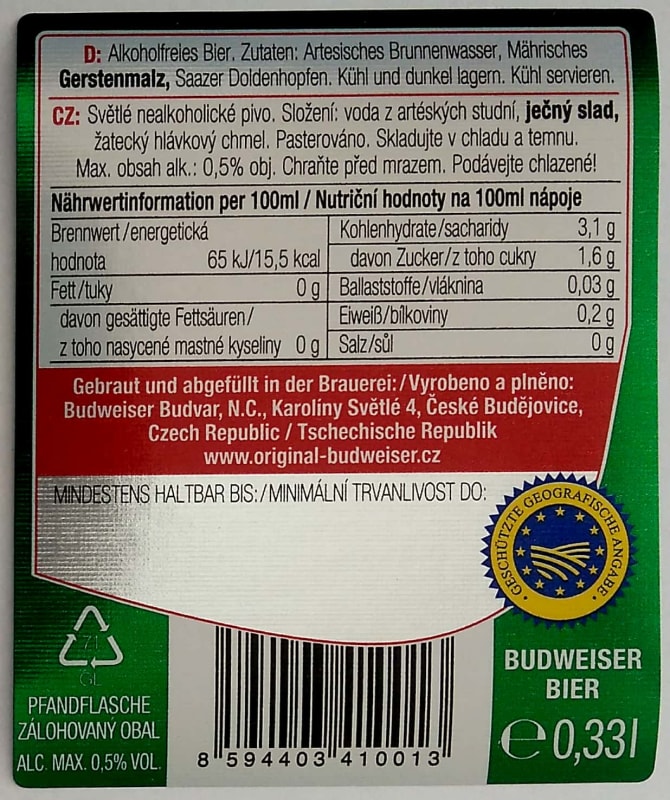 D: Alkoholfreies Bier. Zutaten: Artesisches Brunnenwasser, Mährisches
Gerstenmalz, Saazer Doldenhopfen. Kühl und dunkel lagern. Kühl servieren.
CZ: Světlé nealkoholické pivo. Složení: voda z artéských studní, ječný slad,
žatecký hlávkový chmel. Pasterováno. Skladujte v chladu a temnu.
Max. obsah alk.: 0,5% obj. Chraňte před mrazem. Podávejte chlazené!
Nährwertinformation per 100ml / Nutriční hodnoty na 100ml nápoje
Brennwert/energetická
hodnota 65 kJ/15,5 kcal
Fett/tuky 0 g
davon gesättigte Fettsäuren/
z toho nasycené mastné kyseliny 0 g
Kohlenhydrate/sacharidy 3,1 g
davon Zucker/z toho cukry 1,6 g
Ballaststoffe/vláknina 0,03 g
Eiweiß/bílkoviny 0,2 g
Salz/sůl 0 g
Gebraut und abgefüllt in der Brauerei:/Vyrobeno a plněno:
Budweiser Budvar, N.C., Karolíny Světlé 4, České Budějovice,
Czech Republic / Tschechische Republik
www.original-budweiser.cz
MINDESTENS HALTBAR BIS:/MINIMÁLNÍ TRVANLIVOST DO:
GESCHÜTZTE GEOGRAFISCHE ANGABE
71
GL
PFANDFLASCHE
ZÁLOHOVANÝ OBAL
ALC. MAX. 0,5% VOL.
8 594403 410013
BUDWEISER
BIER
℮ 0,33l